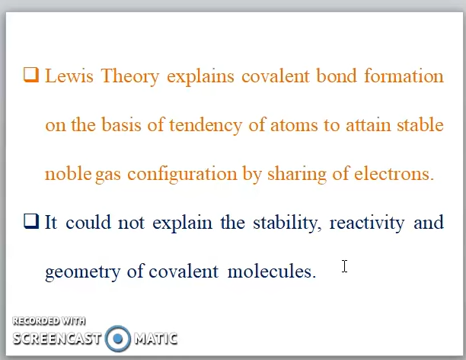 Lewis Theory explains covalent bond formation
on the basis of tendency of atoms to attain stable
noble gas configuration by sharing of electrons.
It could not explain the stability, reactivity and
geometry of covalent molecules.
RECORDED WITH
SCREENCAST MATIC